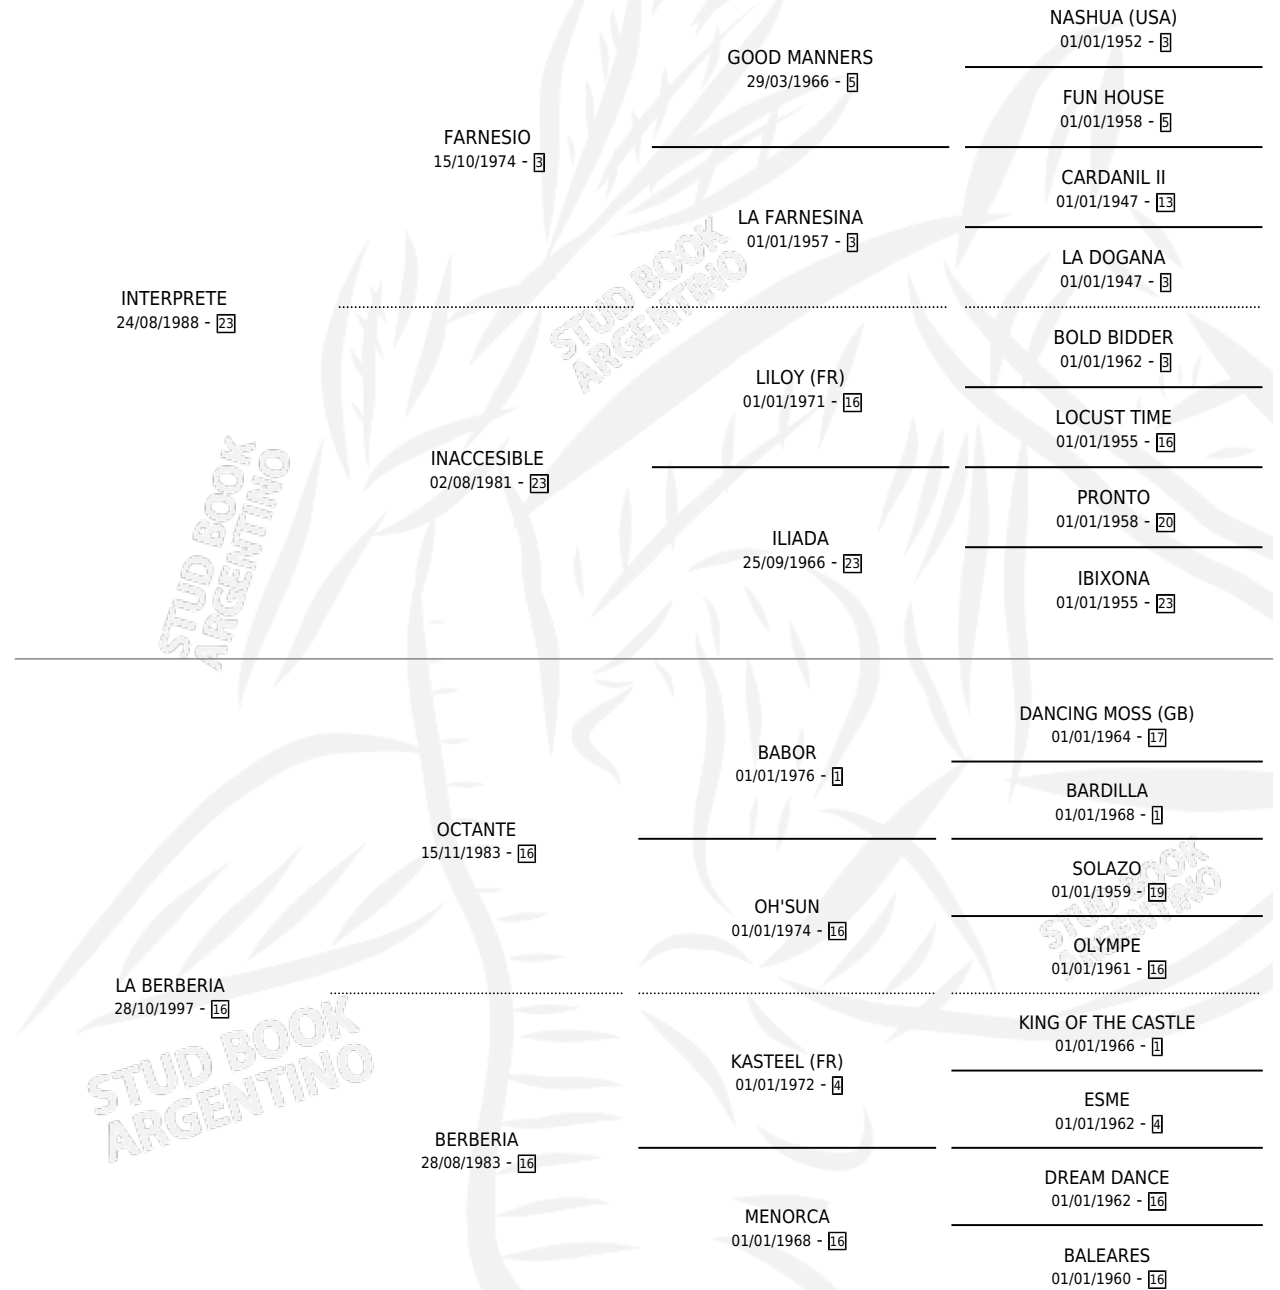 NASHUA (USA)
01/01/1952 - 3
GOOD MANNERS
29/03/1966 - 5
FUN HOUSE
01/01/1958 - 5
FARNESIO
15/10/1974 - 3
CARDANIL II
01/01/1947 - 13
LA FARNESINA
01/01/1957 - 3
LA DOGANA
01/01/1947 - 3
INTERPRETE
24/08/1988 - 23
BOLD BIDDER
01/01/1962 - 3
LILOY (FR)
01/01/1971 - 16
LOCUST TIME
01/01/1955 - 16
INACCESIBLE
02/08/1981 - 23
PRONTO
01/01/1958 - 20
ILIADA
25/09/1966 - 23
IBIXONA
01/01/1955 - 23
STUD BOOK
ARGENTINO
STUD BOOK
ARGENTINO
DANCING MOSS (GB)
01/01/1964 - 17
BABOR
01/01/1976 - 1
BARDILLA
01/01/1968 - 1
OCTANTE
15/11/1983 - 16
SOLAZO
01/01/1959 - 19
OH'SUN
01/01/1974 - 16
OLYMPE
01/01/1961 - 16
LA BERBERIA
28/10/1997 - 16
KING OF THE CASTLE
01/01/1966 - 1
KASTEEL (FR)
01/01/1972 - 4
ESME
01/01/1962 - 4
BERBERIA
28/08/1983 - 16
DREAM DANCE
01/01/1962 - 16
MENORCA
01/01/1968 - 16
BALEARES
01/01/1960 - 16
STUD BOOK
ARGENTINO
STUD BOOK
ARGENTINO